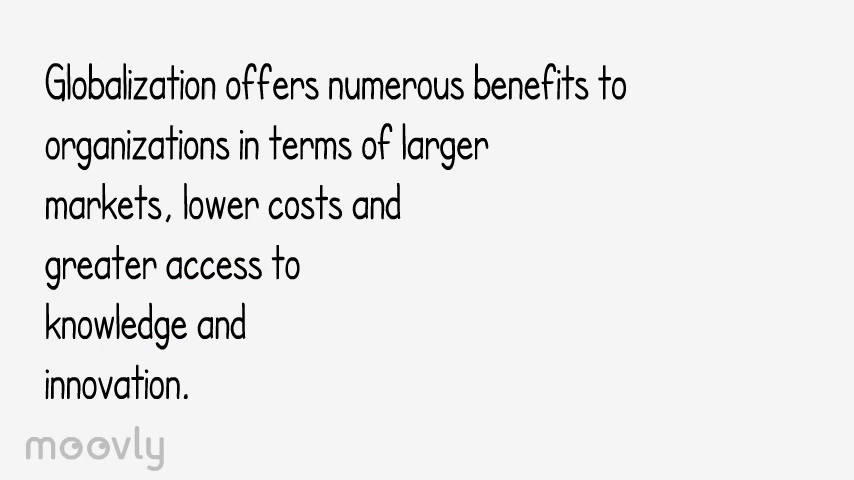 Globalization offers numerous benefits to
organizations in terms of larger
markets, lower costs and
greater access to
knowledge and
innovation.
moovly